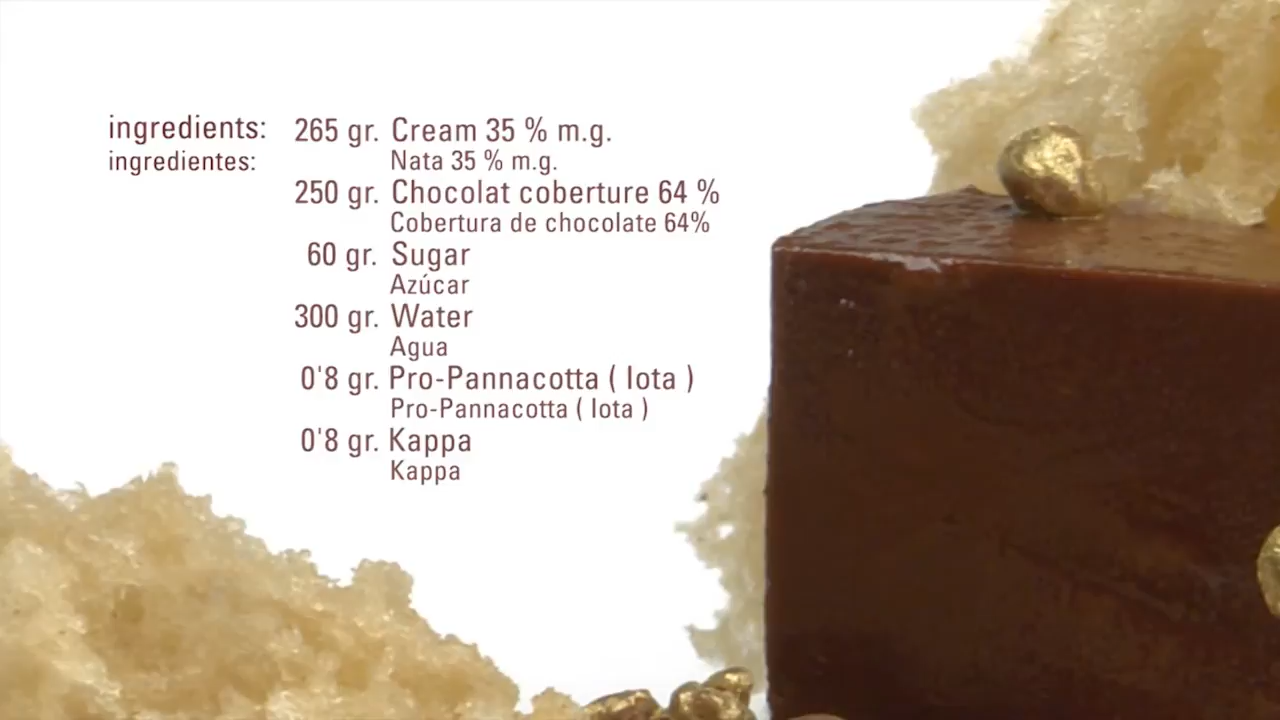 ingredients: 265 gr. Cream 35 % m.g.
ingredientes: Nata 35 % m.g.
250 gr. Chocolat coberture 64 %
Cobertura de chocolate 64%
60 gr. Sugar
Azúcar
300 gr. Water
Agua
0'8 gr. Pro-Pannacotta ( Iota )
Pro-Pannacotta ( Iota )
0'8 gr. Kappa
Kappa